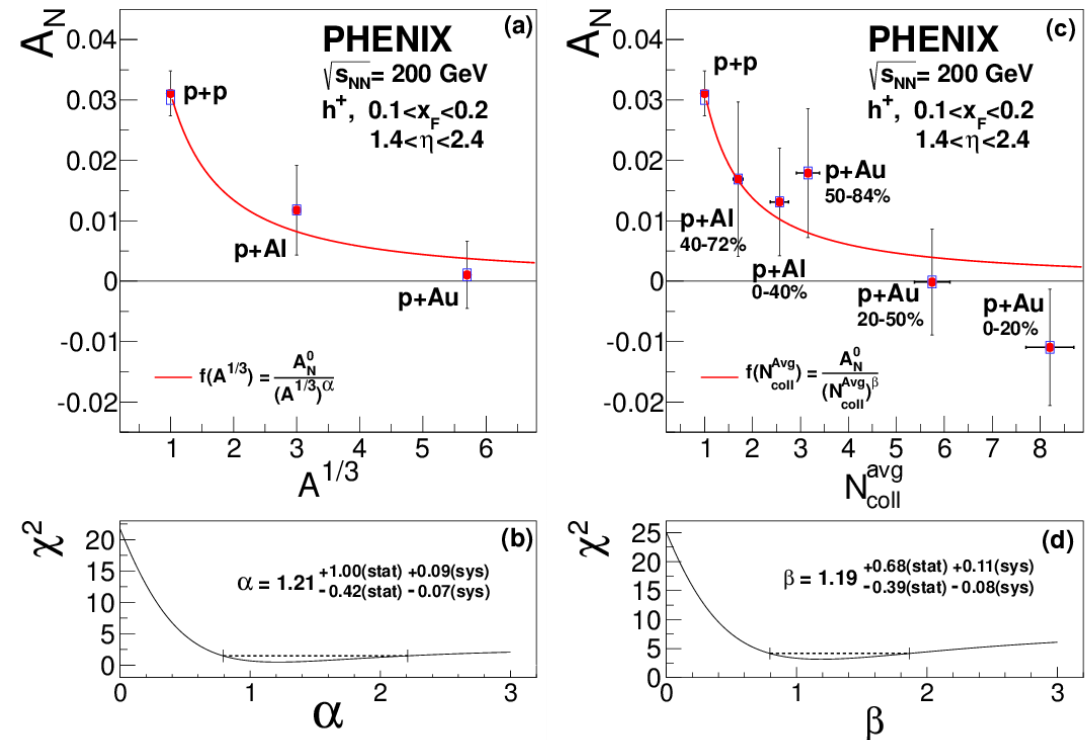 A_N
(a)
PHENIX
√s_NN = 200 GeV
h⁺, 0.1<x_F<0.2
1.4<η<2.4
0.04
0.03
0.02
0.01
0
-0.01
-0.02
p+p
p+Al
p+Au
f(A^1/3) = A_N^0 / (A^1/3)^α
1 2 3 4 5 6
A^1/3
A_N
(c)
PHENIX
√s_NN = 200 GeV
h⁺, 0.1<x_F<0.2
1.4<η<2.4
0.04
0.03
0.02
0.01
0
-0.01
-0.02
p+p
p+Au
50-84%
p+Al
40-72%
p+Al
0-40%
p+Au
20-50%
p+Au
0-20%
f(N_coll^Avg) = A_N^0 / (N_coll^Avg)^β
1 2 3 4 5 6 7 8
N_coll^avg
χ²
(b)
20
15
10
5
0
α = 1.21 +1.00(stat) +0.09(sys)
-0.42(stat) -0.07(sys)
0 1 2 3
α
χ²
(d)
25
20
15
10
5
0
β = 1.19 +0.68(stat) +0.11(sys)
-0.39(stat) -0.08(sys)
0 1 2 3
β